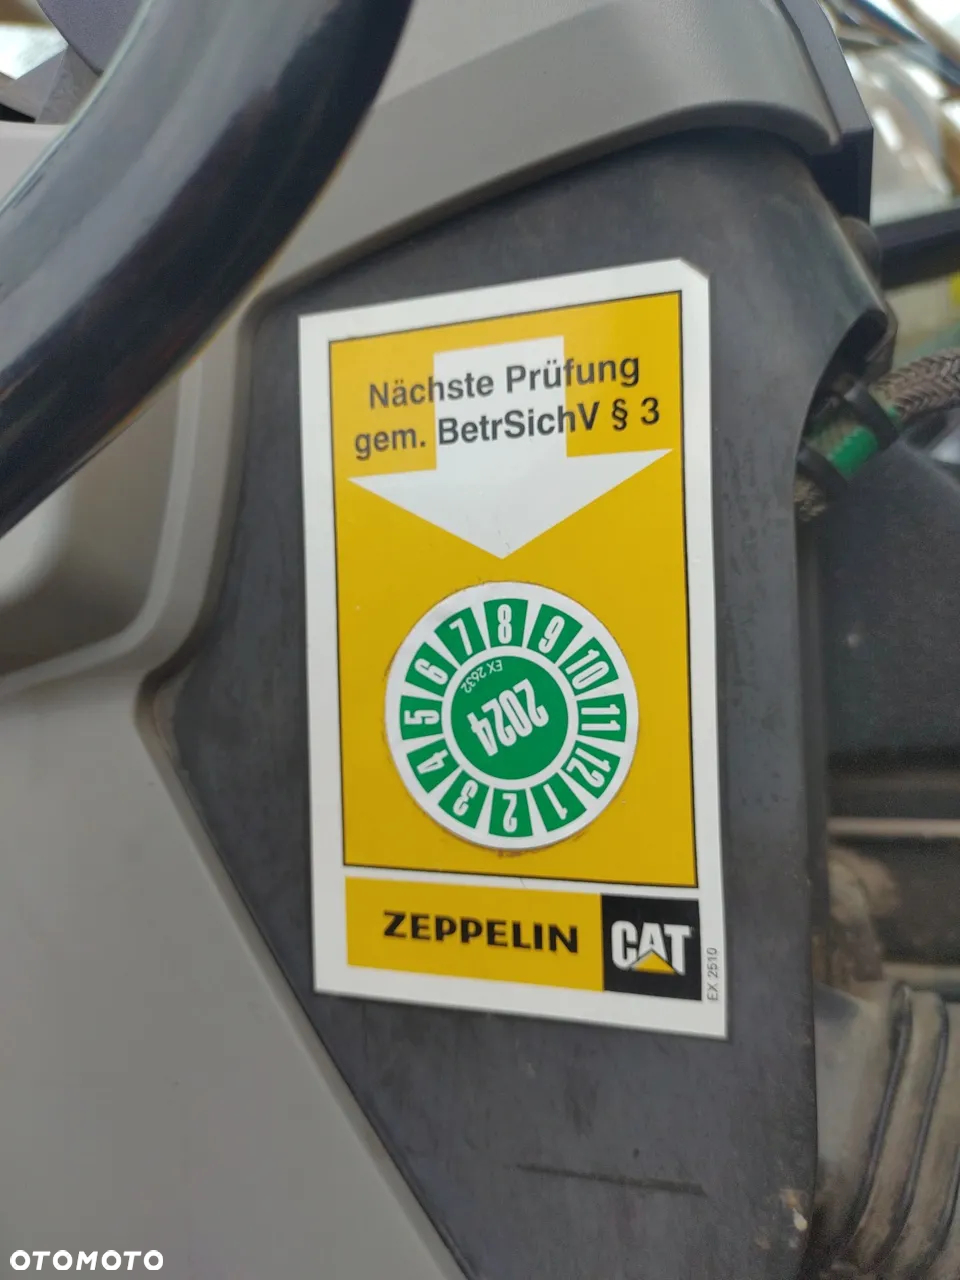 Nächste Prüfung
gem. BetrSichV § 3
1 2 3 4 5 6 7 8 9 10 11 12
EX 2632
2024
ZEPPELIN
CAT
EX 2510
OTOMOTO